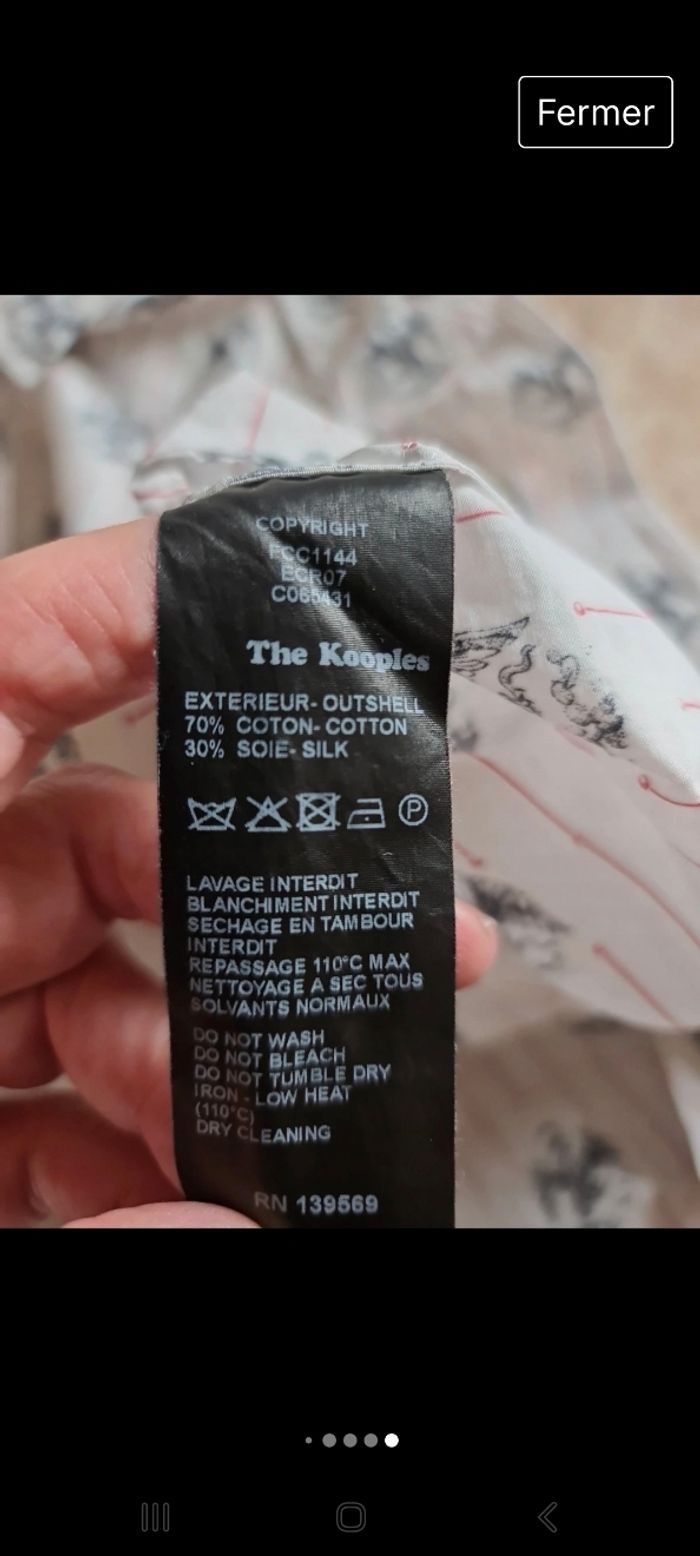 Fermer
COPYRIGHT
FCC1144
ECR07
C065431
The Kooples
EXTERIEUR- OUTSHELL
70% COTON- COTTON
30% SOIE- SILK
P
LAVAGE INTERDIT
BLANCHIMENT INTERDIT
SECHAGE EN TAMBOUR
INTERDIT
REPASSAGE 110°C MAX
NETTOYAGE A SEC TOUS
SOLVANTS NORMAUX
DO NOT WASH
DO NOT BLEACH
DO NOT TUMBLE DRY
IRON - LOW HEAT
(110°C)
DRY CLEANING
RN 139569